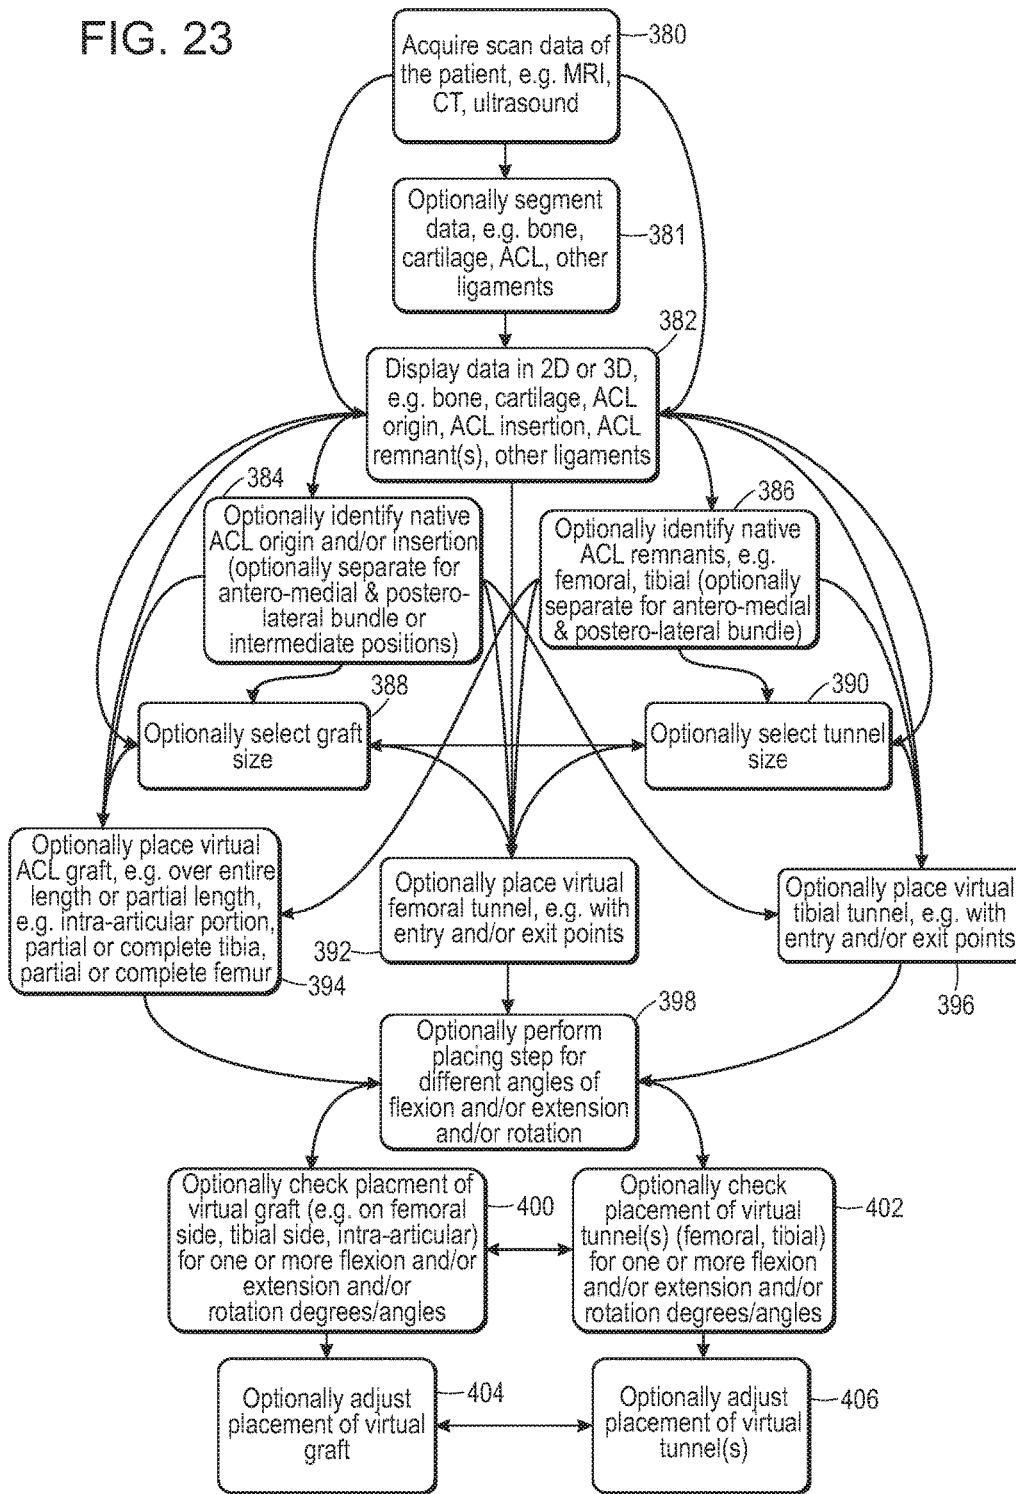 FIG. 23
Acquire scan data of
the patient, e.g. MRI,
CT, ultrasound
380
Optionally segment
data, e.g. bone,
cartilage, ACL, other
ligaments
381
382
Display data in 2D or 3D,
e.g. bone, cartilage, ACL
origin, ACL insertion, ACL
remnant(s), other ligaments
384
Optionally identify native
ACL origin and/or insertion
(optionally separate for
antero-medial & postero-
lateral bundle or
intermediate positions)
386
Optionally identify native
ACL remnants, e.g.
femoral, tibial (optionally
separate for antero-medial
& postero-lateral bundle)
388
Optionally select graft
size
390
Optionally select tunnel
size
Optionally place virtual
ACL graft, e.g. over entire
length or partial length,
e.g. intra-articular portion,
partial or complete tibia,
partial or complete femur
394
Optionally place virtual
femoral tunnel, e.g. with
entry and/or exit points
392
Optionally place virtual
tibial tunnel, e.g. with
entry and/or exit points
396
398
Optionally perform
placing step for
different angles of
flexion and/or extension
and/or rotation
Optionally check placment of
virtual graft (e.g. on femoral
side, tibial side, intra-articular)
for one or more flexion and/or
extension and/or
rotation degrees/angles
400
Optionally check
placement of virtual
tunnel(s) (femoral, tibial)
for one or more flexion
and/or extension and/or
rotation degrees/angles
402
Optionally adjust
placement of virtual
graft
404
Optionally adjust
placement of virtual
tunnel(s)
406